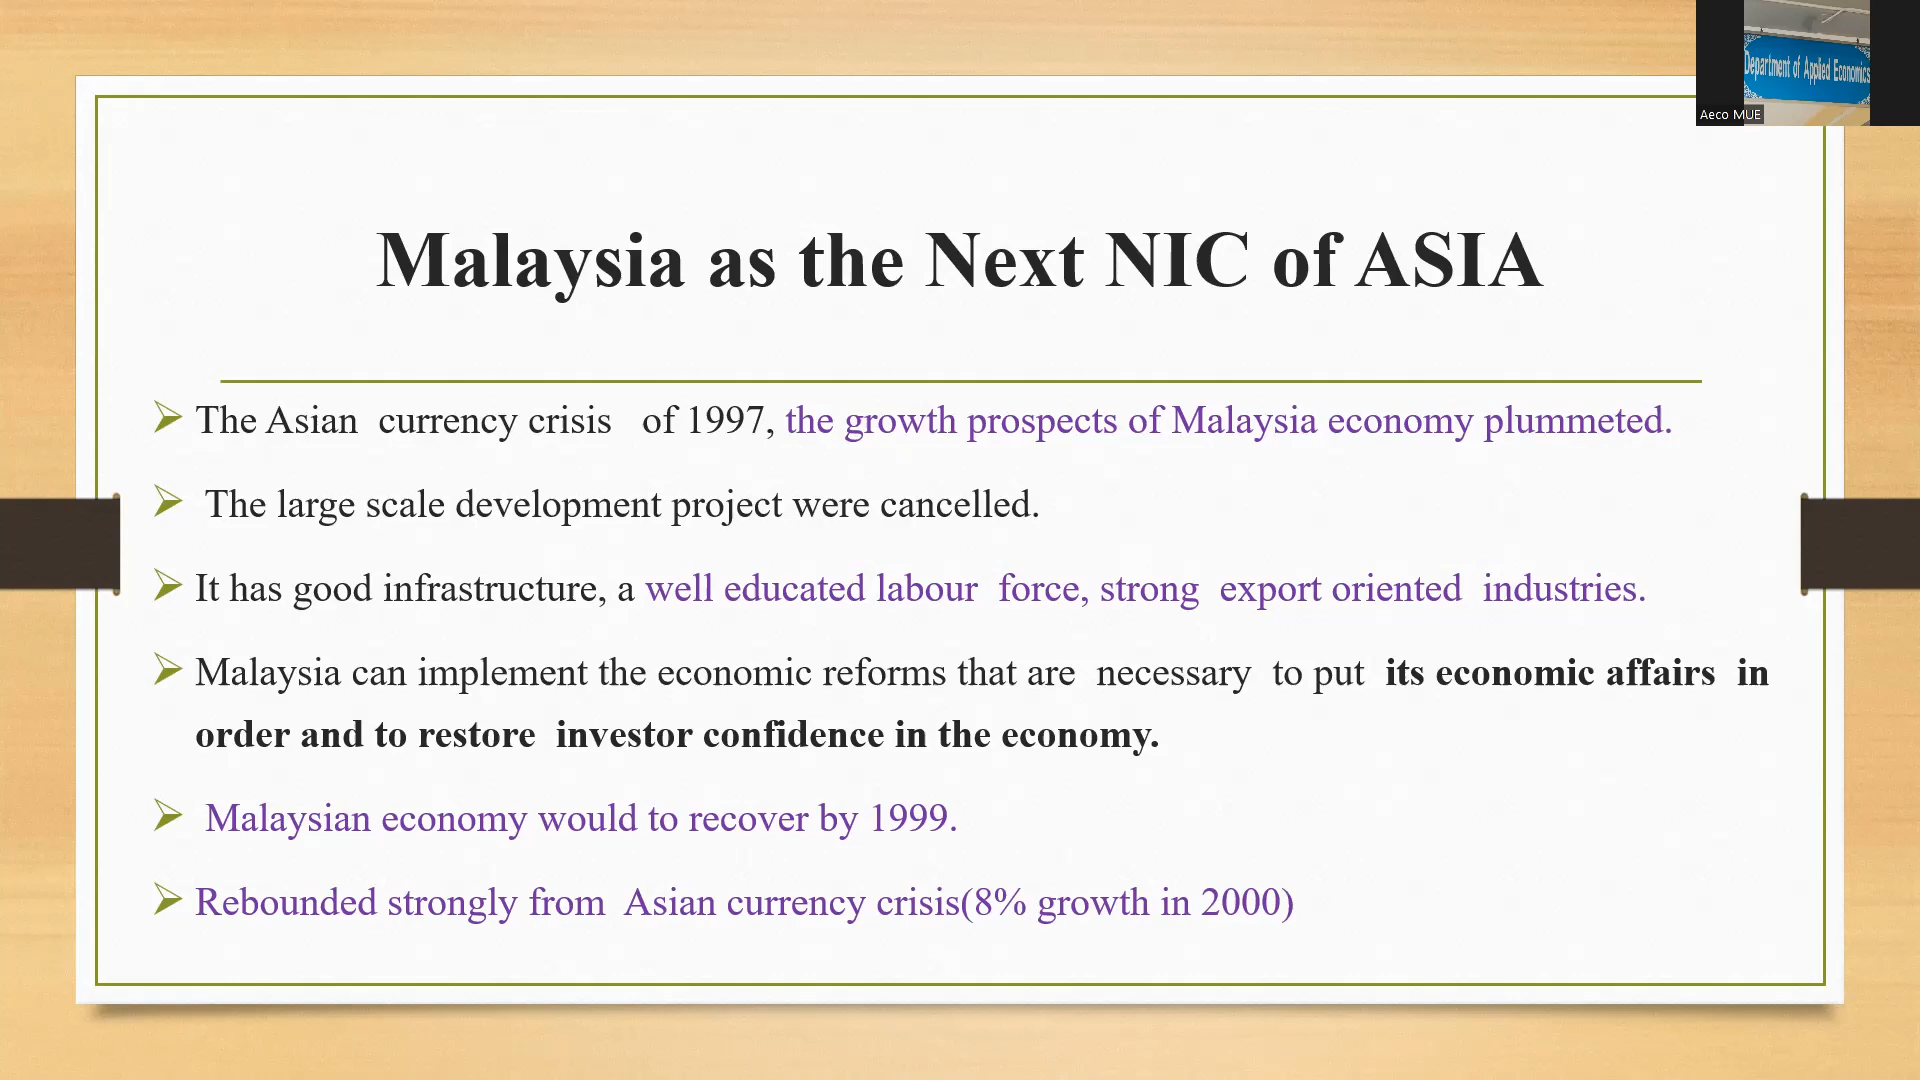 Department of Applied Economics
Aeco MUE
Malaysia as the Next NIC of ASIA
The Asian currency crisis of 1997, the growth prospects of Malaysia economy plummeted.
The large scale development project were cancelled.
It has good infrastructure, a well educated labour force, strong export oriented industries.
Malaysia can implement the economic reforms that are necessary to put its economic affairs in
order and to restore investor confidence in the economy.
Malaysian economy would to recover by 1999.
Rebounded strongly from Asian currency crisis(8% growth in 2000)